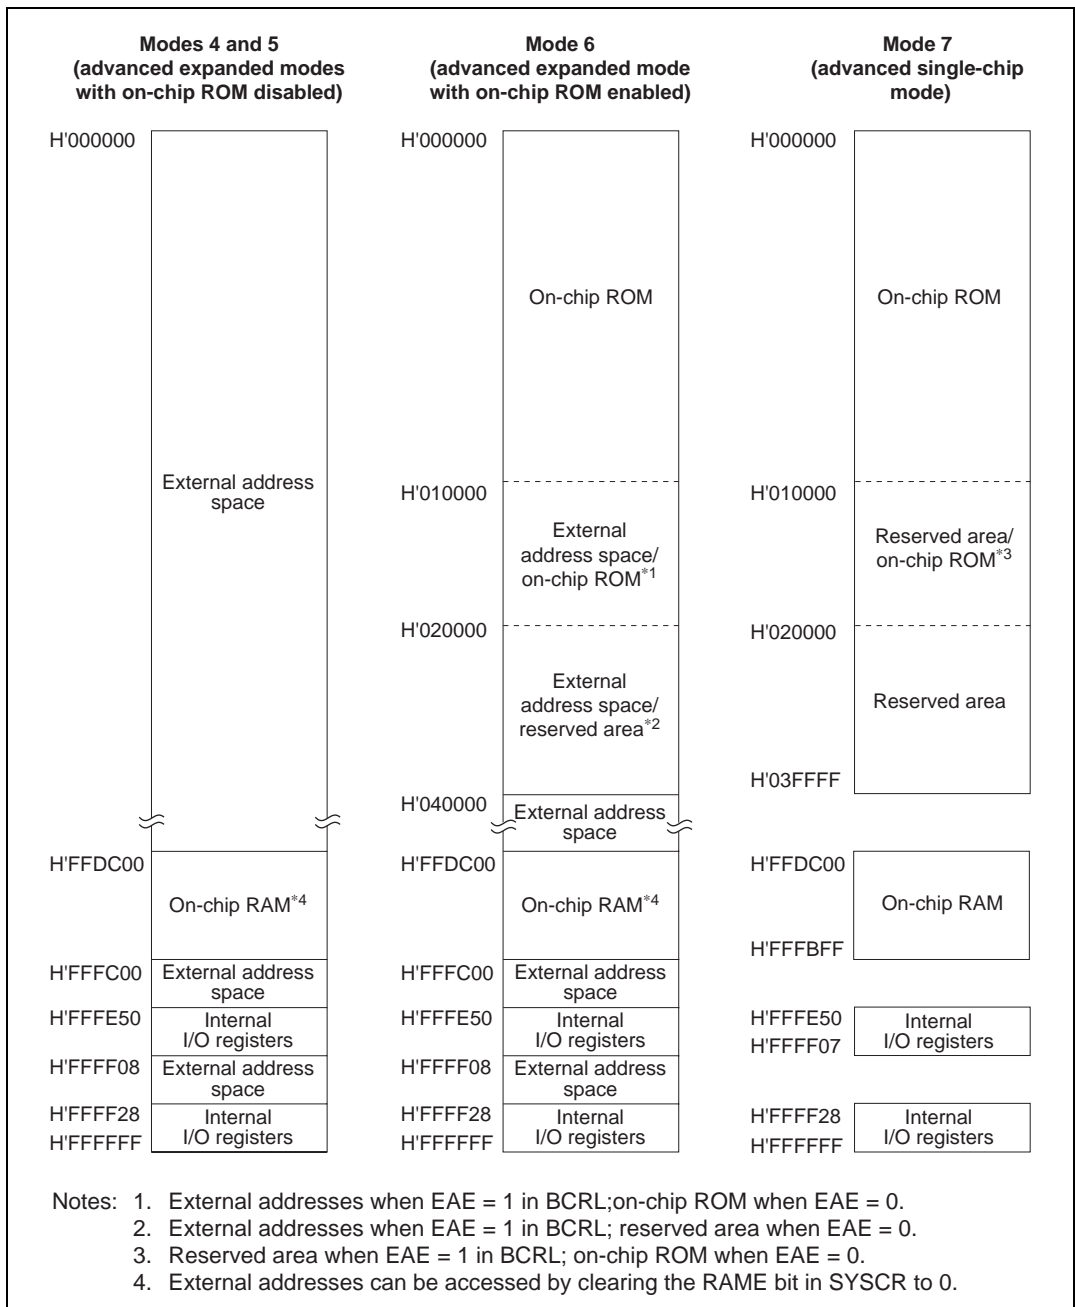 Modes 4 and 5
(advanced expanded modes
with on-chip ROM disabled)
H'000000
External address
space
H'FFDC00
On-chip RAM*4
H'FFFC00
External address
space
H'FFFE50
Internal
I/O registers
H'FFFF08
External address
space
H'FFFF28
Internal
I/O registers
H'FFFFFF
Mode 6
(advanced expanded mode
with on-chip ROM enabled)
H'000000
On-chip ROM
H'010000
External
address space/
on-chip ROM*1
H'020000
External
address space/
reserved area*2
H'040000
External address
space
H'FFDC00
On-chip RAM*4
H'FFFC00
External address
space
H'FFFE50
Internal
I/O registers
H'FFFF08
External address
space
H'FFFF28
Internal
I/O registers
H'FFFFFF
Mode 7
(advanced single-chip
mode)
H'000000
On-chip ROM
H'010000
Reserved area/
on-chip ROM*3
H'020000
Reserved area
H'03FFFF
H'FFDC00
On-chip RAM
H'FFFBFF
H'FFFE50
Internal
I/O registers
H'FFFF07
H'FFFF28
Internal
I/O registers
H'FFFFFF
Notes: 1. External addresses when EAE = 1 in BCRL;on-chip ROM when EAE = 0.
2. External addresses when EAE = 1 in BCRL; reserved area when EAE = 0.
3. Reserved area when EAE = 1 in BCRL; on-chip ROM when EAE = 0.
4. External addresses can be accessed by clearing the RAME bit in SYSCR to 0.